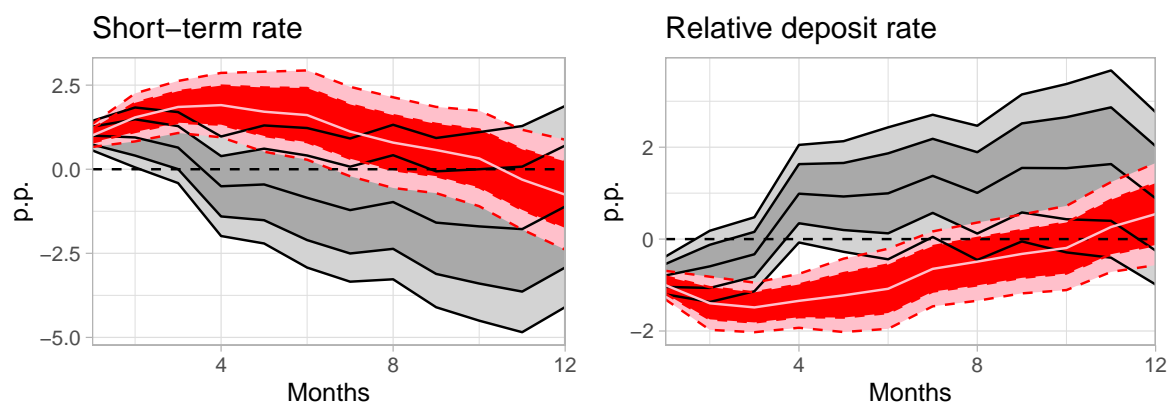 Short−term rate
p.p.
2.5
0.0
−2.5
−5.0
4
8
12
Months
Relative deposit rate
p.p.
2
0
−2
4
8
12
Months